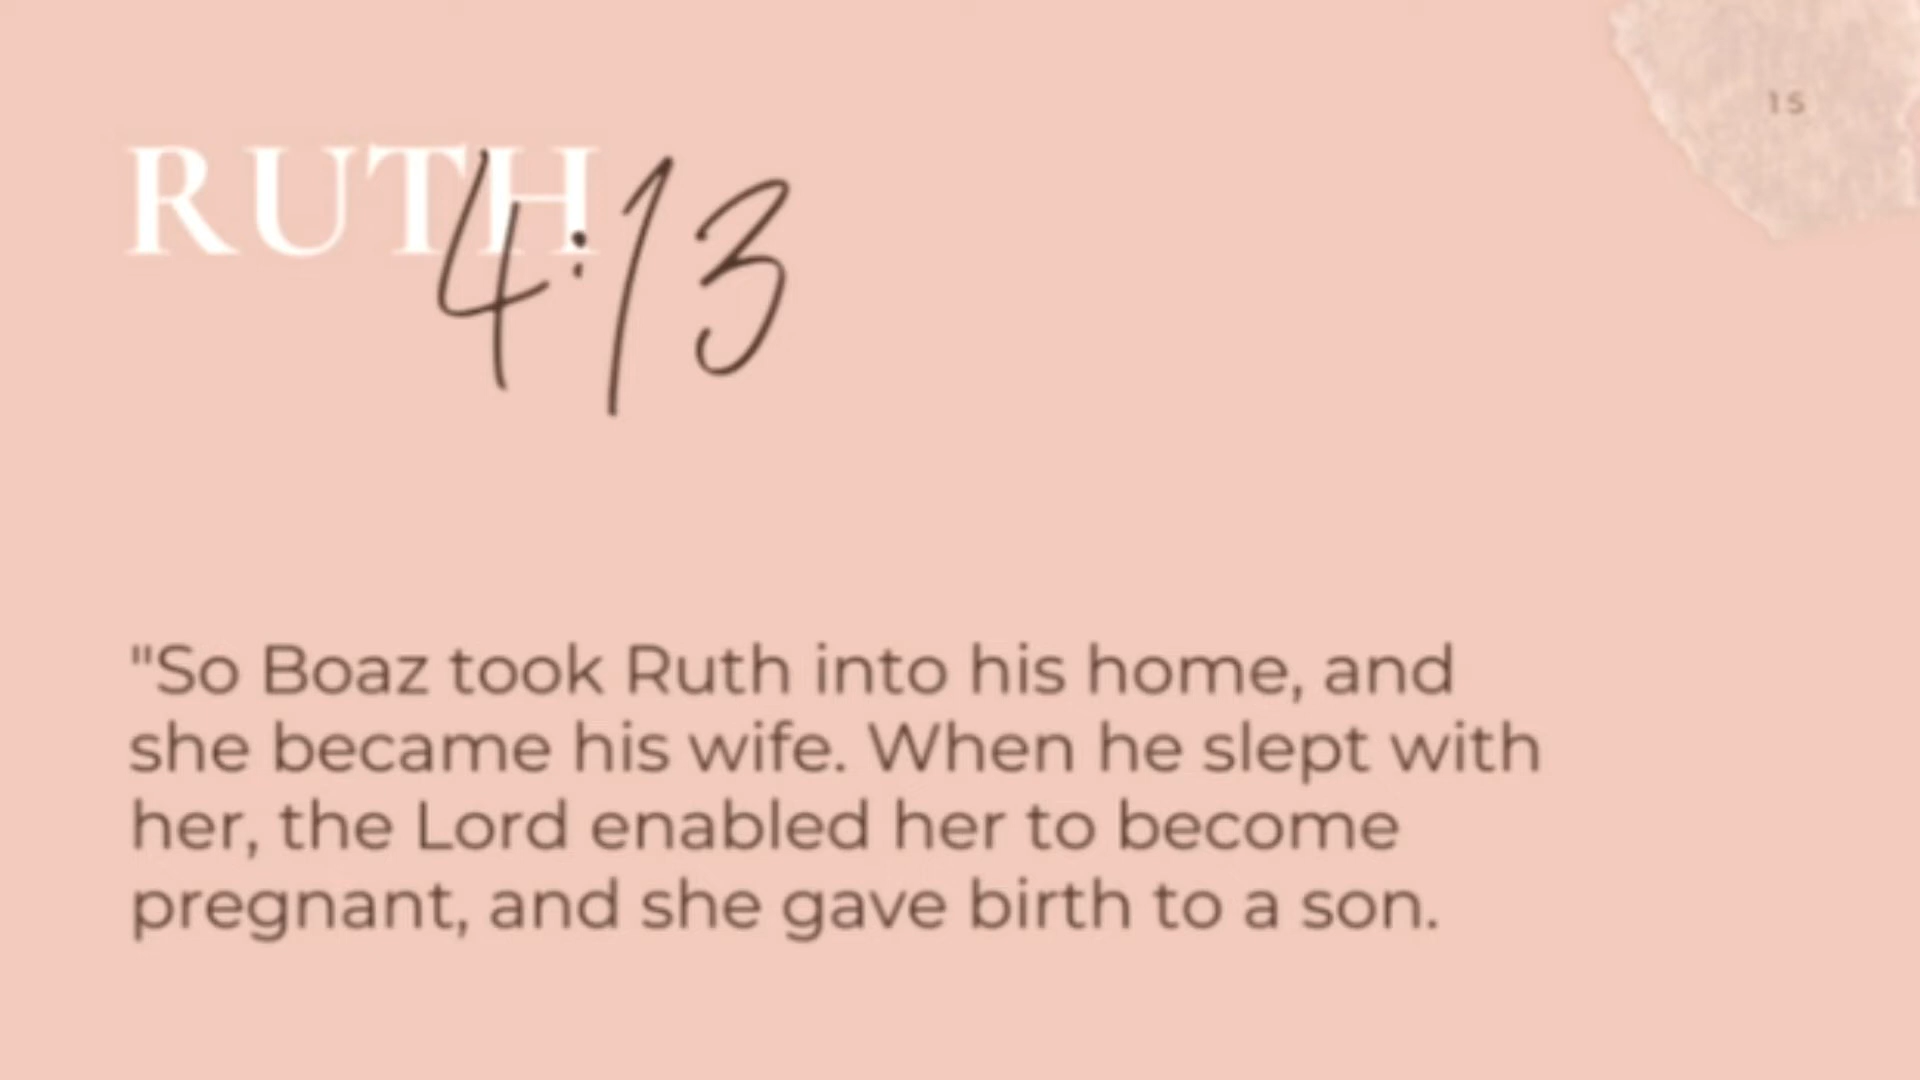 15
RUTH
4:13
"So Boaz took Ruth into his home, and
she became his wife. When he slept with
her, the Lord enabled her to become
pregnant, and she gave birth to a son.